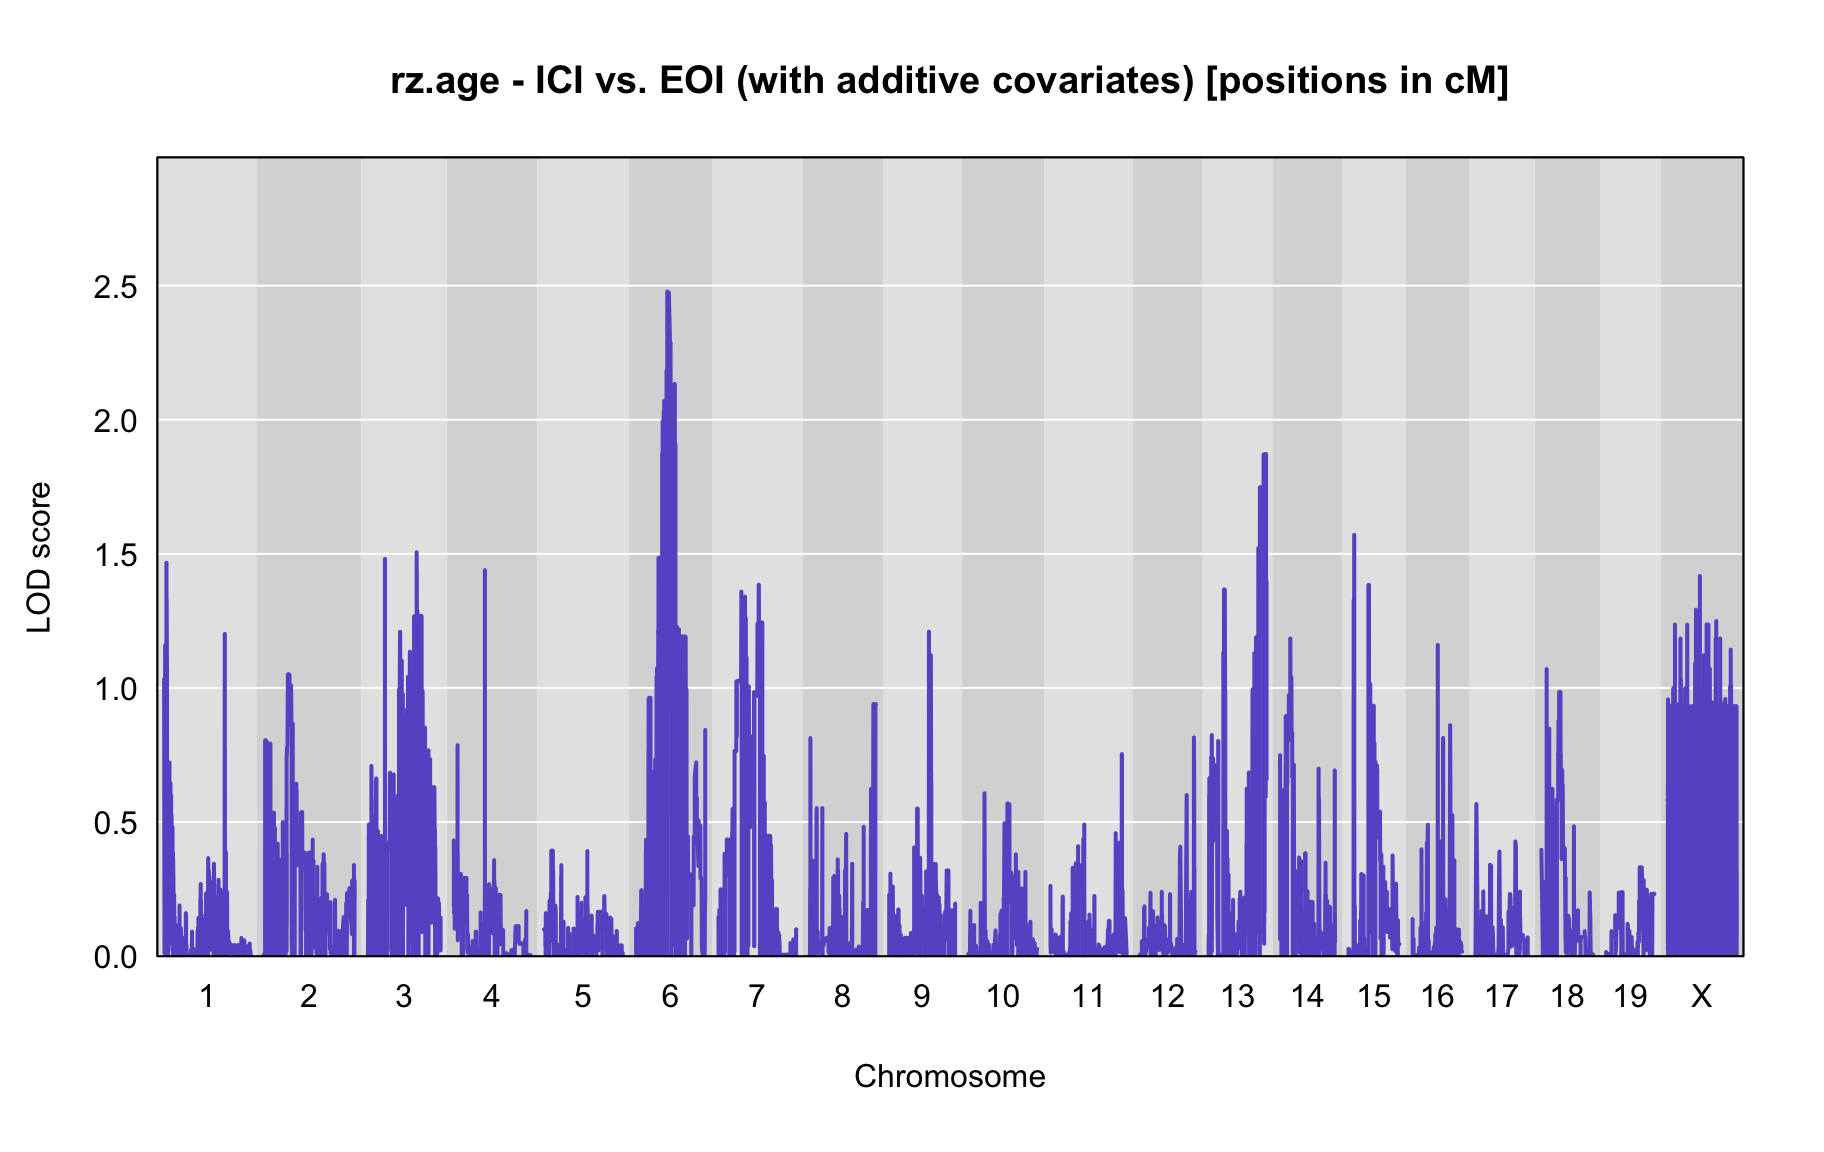 rz.age - ICI vs. EOI (with additive covariates) [positions in cM]
LOD score
2.5
2.0
1.5
1.0
0.5
0.0
1 2 3 4 5 6 7 8 9 10 11 12 13 14 15 16 17 18 19 X
Chromosome